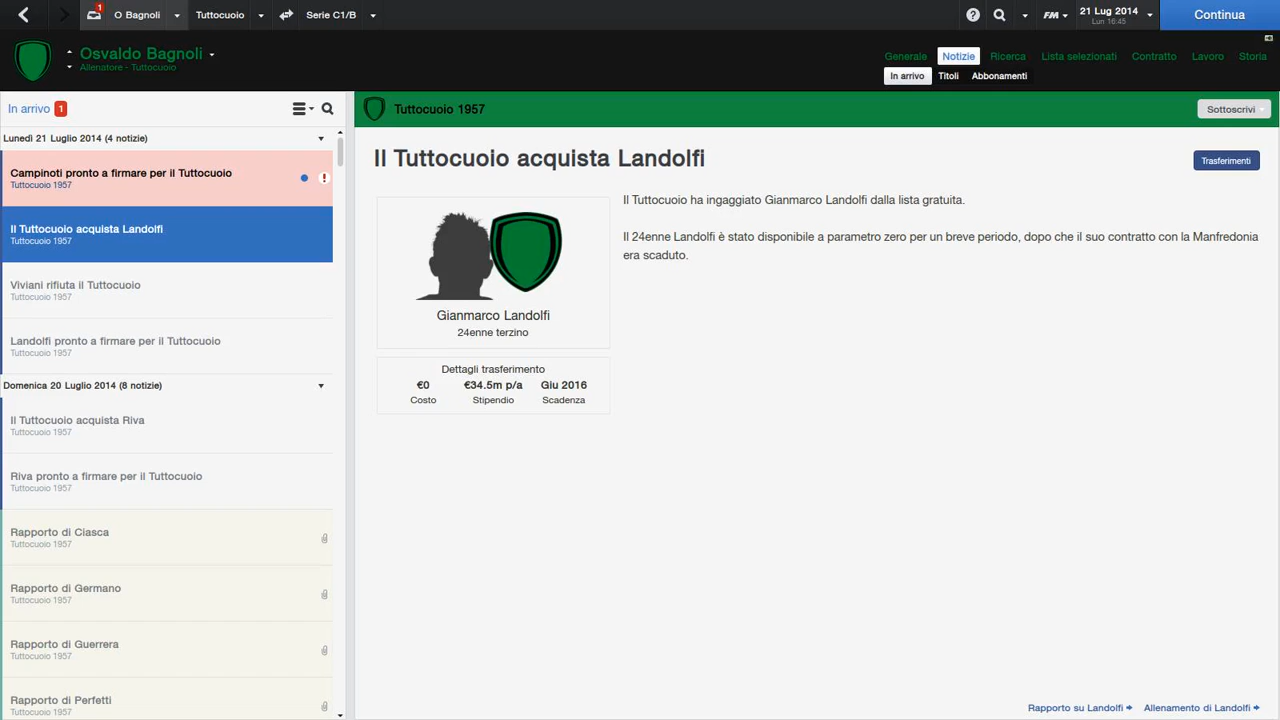 1
O Bagnoli
Tuttocuoio
Serie C1/B
FM
21 Lug 2014
Lun 16:45
Continua
Osvaldo Bagnoli
Allenatore - Tuttocuoio
Generale
Notizie
Ricerca
Lista selezionati
Contratto
Lavoro
Storia
In arrivo
Titoli
Abbonamenti
In arrivo 1
Lunedì 21 Luglio 2014 (4 notizie)
Campinoti pronto a firmare per il Tuttocuoio
Tuttocuoio 1957
Il Tuttocuoio acquista Landolfi
Tuttocuoio 1957
Viviani rifiuta il Tuttocuoio
Tuttocuoio 1957
Landolfi pronto a firmare per il Tuttocuoio
Tuttocuoio 1957
Domenica 20 Luglio 2014 (8 notizie)
Il Tuttocuoio acquista Riva
Tuttocuoio 1957
Riva pronto a firmare per il Tuttocuoio
Tuttocuoio 1957
Rapporto di Ciasca
Tuttocuoio 1957
Rapporto di Germano
Tuttocuoio 1957
Rapporto di Guerrera
Tuttocuoio 1957
Rapporto di Perfetti
Tuttocuoio 1957
Tuttocuoio 1957
Sottoscrivi
Il Tuttocuoio acquista Landolfi
Trasferimenti
Gianmarco Landolfi
24enne terzino
Dettagli trasferimento
€0 €34.5m p/a Giu 2016
Costo Stipendio Scadenza
Il Tuttocuoio ha ingaggiato Gianmarco Landolfi dalla lista gratuita.
Il 24enne Landolfi è stato disponibile a parametro zero per un breve periodo, dopo che il suo contratto con la Manfredonia
era scaduto.
Rapporto su Landolfi
Allenamento di Landolfi